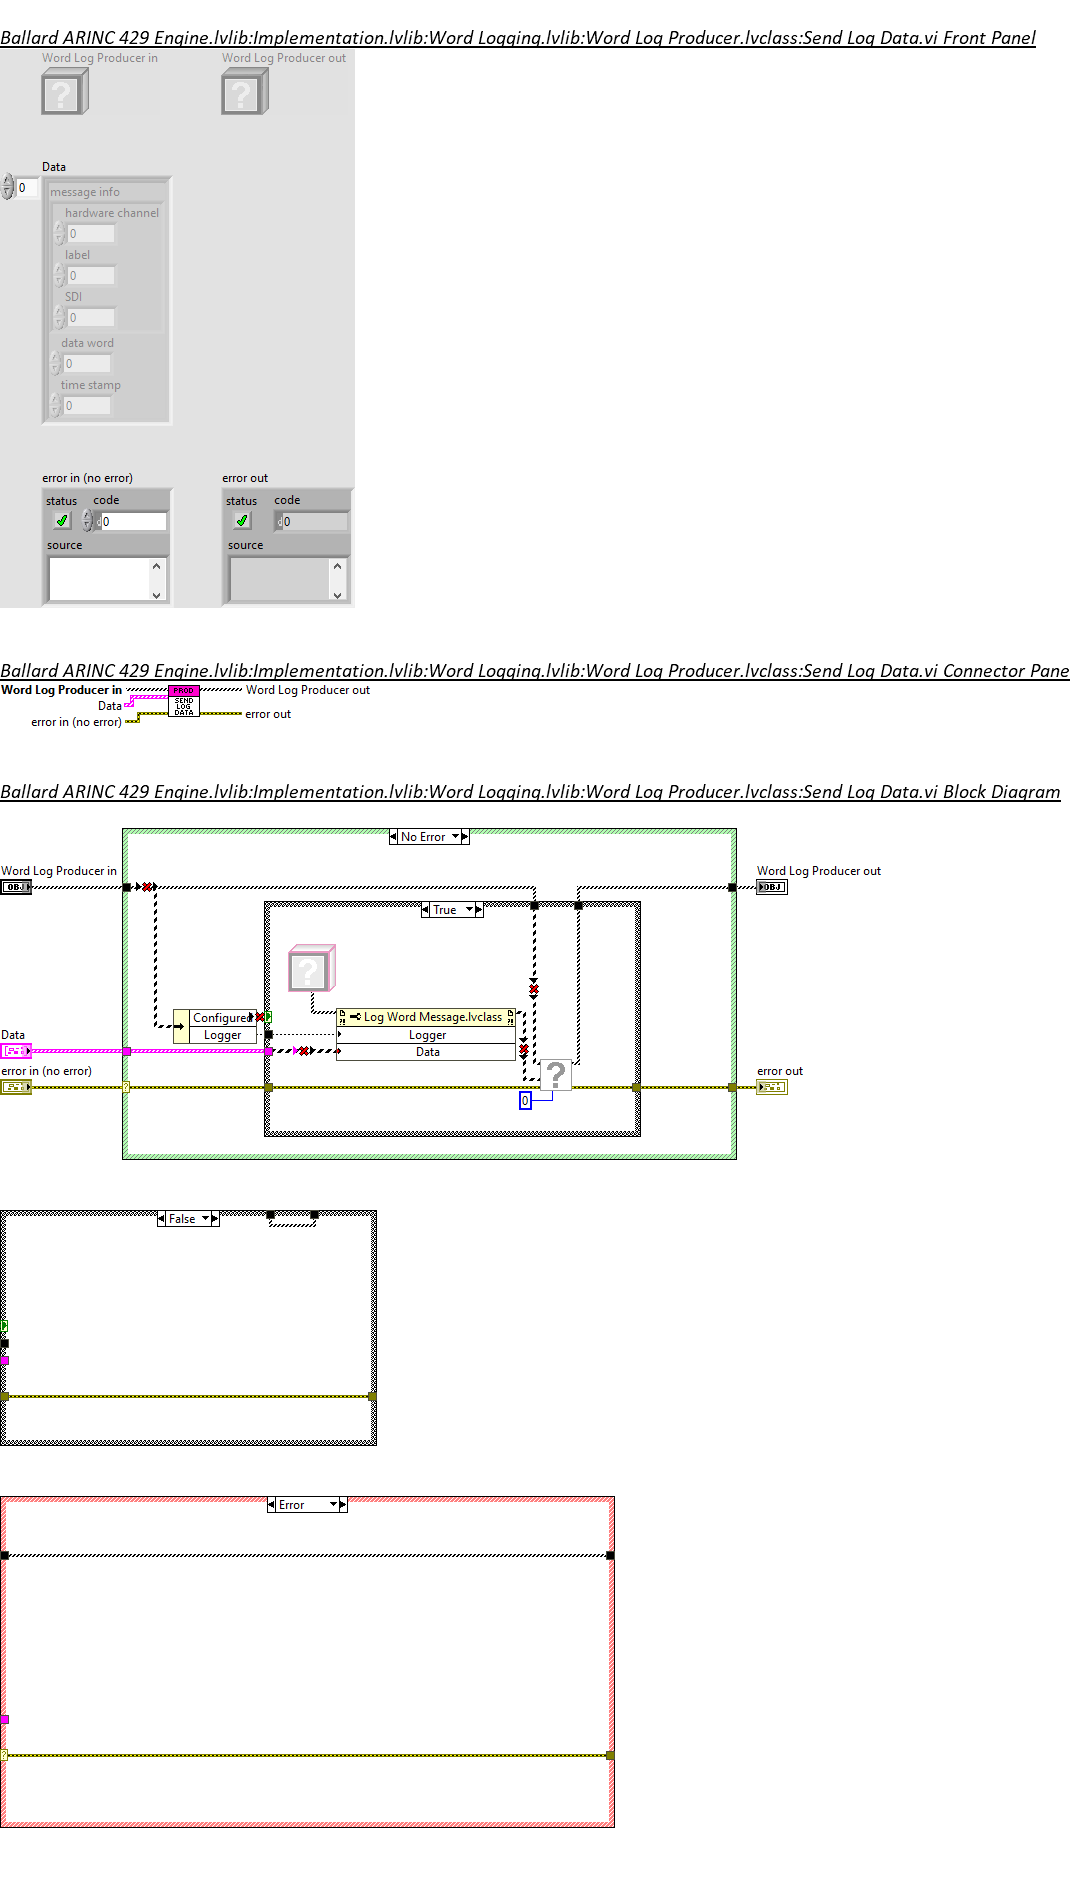 Ballard ARINC 429 Engine.lvlib:Implementation.lvlib:Word Logging.lvlib:Word Log Producer.lvclass:Send Log Data.vi Front Panel
Word Log Producer in
Word Log Producer out
?
?
Data
0
message info
hardware channel
0
label
0
SDI
0
data word
0
time stamp
0
error in (no error)
error out
status
code
status
code
0
d0
source
source
Ballard ARINC 429 Engine.lvlib:Implementation.lvlib:Word Logging.lvlib:Word Log Producer.lvclass:Send Log Data.vi Connector Pane
Word Log Producer in
PROD
Word Log Producer out
Data
SEND
LOG
DATA
error in (no error)
error out
Ballard ARINC 429 Engine.lvlib:Implementation.lvlib:Word Logging.lvlib:Word Log Producer.lvclass:Send Log Data.vi Block Diagram
No Error
Word Log Producer in
OBJ
Word Log Producer out
OBJ
True
?
Configured
Logger
Log Word Message.lvclass
Logger
Data
Data
error in (no error)
?
?
0
error out
False
Error
?